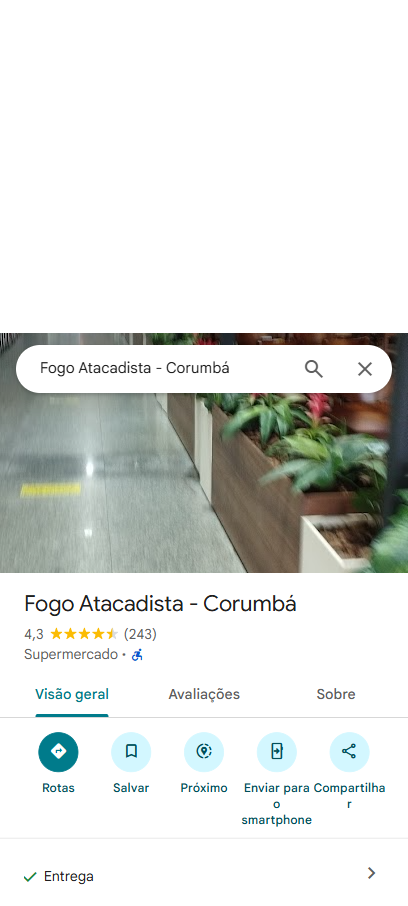 Fogo Atacadista - Corumbá
Fogo Atacadista - Corumbá
4,3 (243)
Supermercado ·
Visão geral Avaliações Sobre
Rotas Salvar Próximo Enviar para o smartphone Compartilhar
Entrega